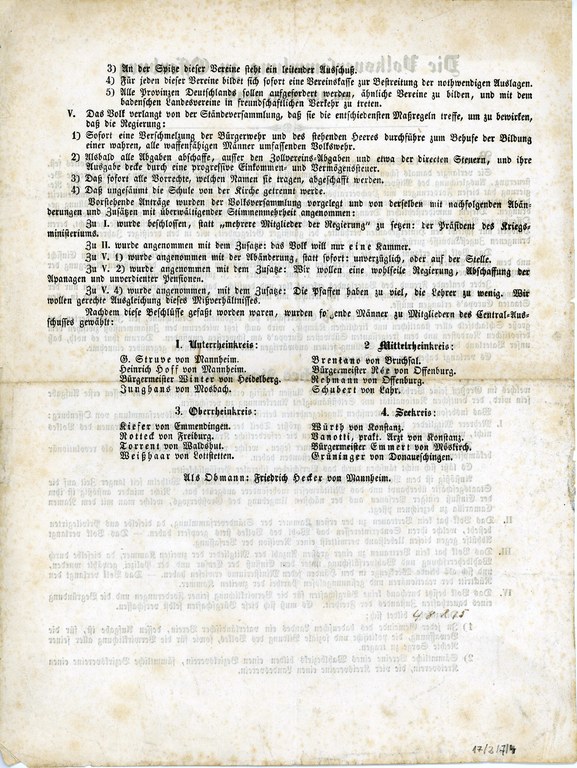 3) An der Spitze dieser Vereine steht ein leitender Ausschuß.
4) Für jeden dieser Vereine bildet sich sofort eine Vereinskasse zur Bestreitung der nothwendigen Auslagen.
5) Alle Provinzen Deutschlands sollen aufgefordert werden, ähnliche Vereine zu bilden, und mit dem
badenschen Landesvereine in freundschaftlichen Verkehr zu treten.
V. Das Volk verlangt von der Ständeversammlung, daß sie die entschiedensten Maßregeln treffe, um zu bewirken,
daß die Regierung:
1) Sofort eine Verschmelzung der Bürgerwehr und des stehenden Heeres durchführe zum Behufe der Bildung
einer wahren, alle waffenfähigen Männer umfassenden Volkswehr.
2) Alsbald alle Abgaben abschaffe, ausser den Zollvereins-Abgaben und etwa der directen Steuern, und ihre
Ausgabe decke durch eine progressive Einkommen- und Vermögenssteuer.
3) Daß sofort alle Vorrechte, welchen Namen sie tragen, abgeschafft werden.
4) Daß ungesäumt die Schule von der Kirche getrennt werde.
Vorstehende Anträge wurden der Volksversammlung vorgelegt und von derselben mit nachfolgenden Abän-
derungen und Zusätzen mit überwältigender Stimmenmehrheit angenommen:
Zu I. wurde beschlossen, statt „mehrere Mitglieder der Regierung" zu setzen: der Präsident des Kriegs-
ministeriums.
Zu II. wurde angenommen mit dem Zusatze: das Volk will nur eine Kammer.
Zu V. 1) wurde angenommen mit der Abänderung, statt sofort: unverzüglich, oder auf der Stelle.
Zu V. 2) wurde angenommen mit dem Zusatze: Wir wollen eine wohlfeile Regierung, Abschaffung der
Apanagen und unverdienter Pensionen.
Zu V. 4) wurde angenommen, mit dem Zusatz: Die Pfaffen haben zu viel, die Lehrer zu wenig. Wir
wollen gerechte Ausgleichung dieses Mißverhältnisses.
Nachdem diese Beschlüsse gefaßt worden waren, wurden folgende Männer zu Mitgliedern des Central-Aus-
schusses gewählt:
1. Unterrheinkreis:
G. Struve von Mannheim.
Heinrich Hoff von Mannheim.
Bürgermeister Winter von Heidelberg.
Junghans von Mosbach.
2 Mittelrheinkreis:
Brentano von Bruchsal.
Bürgermeister Rée von Offenburg.
Rehmann von Offenburg.
Schubert von Lahr.
3. Oberrheinkreis:
Kiefer von Emmendingen.
Rotteck von Freiburg.
Torrent von Waldshut.
Weißhaar von Lottstetten.
4. Seekreis:
Würth von Konstanz.
Vanotti, prakt. Arzt von Konstanz.
Bürgermeister Emmert von Möskirch.
Grüninger von Donaueschingen.
Als Obmann: Friedrich Hecker von Mannheim.
17/2/7/4